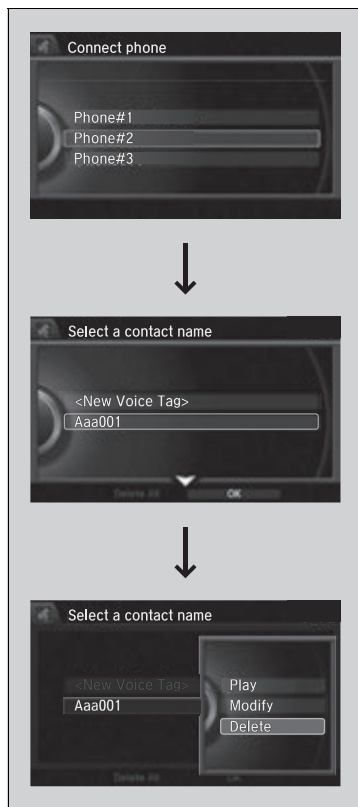 Connect phone
Phone#1
Phone#2
Phone#3
Select a contact name
<New Voice Tag>
Aaa001
Delete All OK
Select a contact name
<New Voice Tag> Play
Aaa001 Modify
Delete
Delete All OK